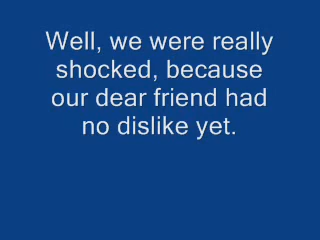 Well, we were really
shocked, because
our dear friend had
no dislike yet.